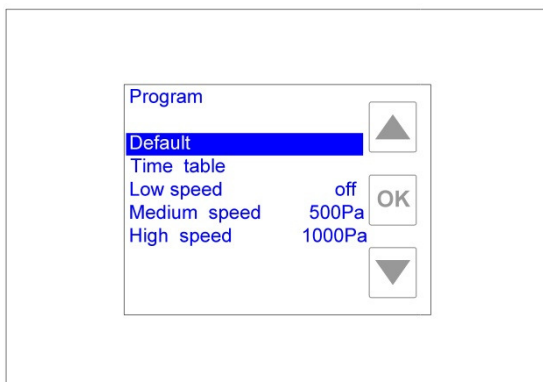 Program
Default
Time table
Low speed off
Medium speed 500Pa
High speed 1000Pa
OK